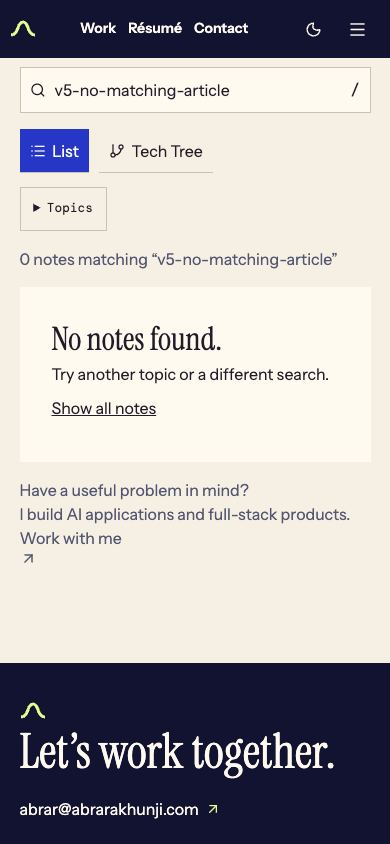 Work Résumé Contact
v5-no-matching-article /
List Tech Tree
Topics
0 notes matching “v5-no-matching-article”
No notes found.
Try another topic or a different search.
Show all notes
Have a useful problem in mind?
I build AI applications and full-stack products.
Work with me
↗
Let’s work together.
abrar@abrarakhunji.com ↗